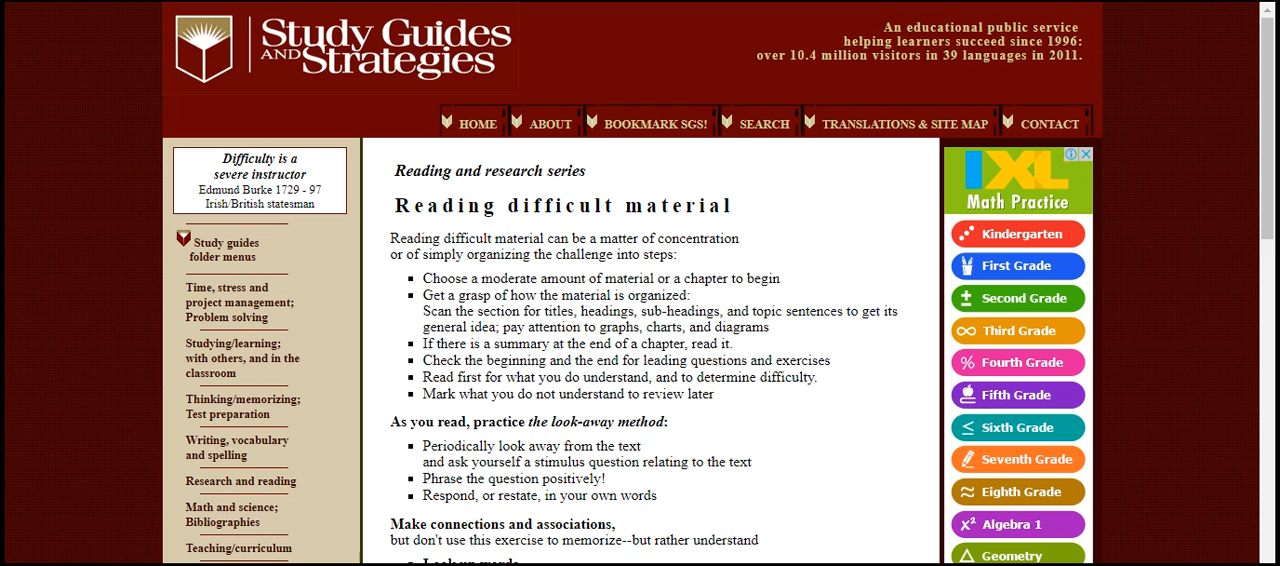 Study Guides
AND Strategies
An educational public service
helping learners succeed since 1996:
over 10.4 million visitors in 39 languages in 2011.
HOME
ABOUT
BOOKMARK SGS!
SEARCH
TRANSLATIONS & SITE MAP
CONTACT
Difficulty is a
severe instructor
Edmund Burke 1729 - 97
Irish/British statesman
Study guides
folder menus
Time, stress and
project management;
Problem solving
Studying/learning;
with others, and in the
classroom
Thinking/memorizing;
Test preparation
Writing, vocabulary
and spelling
Research and reading
Math and science;
Bibliographies
Teaching/curriculum
Reading and research series
Reading difficult material
Reading difficult material can be a matter of concentration
or of simply organizing the challenge into steps:
Choose a moderate amount of material or a chapter to begin
Get a grasp of how the material is organized:
Scan the section for titles, headings, sub-headings, and topic sentences to get its
general idea; pay attention to graphs, charts, and diagrams
If there is a summary at the end of a chapter, read it.
Check the beginning and the end for leading questions and exercises
Read first for what you do understand, and to determine difficulty.
Mark what you do not understand to review later
As you read, practice the look-away method:
Periodically look away from the text
and ask yourself a stimulus question relating to the text
Phrase the question positively!
Respond, or restate, in your own words
Make connections and associations,
but don't use this exercise to memorize--but rather understand
Look up words
IXL
Math Practice
Kindergarten
First Grade
± Second Grade
∞ Third Grade
% Fourth Grade
Fifth Grade
≤ Sixth Grade
Seventh Grade
≈ Eighth Grade
x² Algebra 1
Geometry